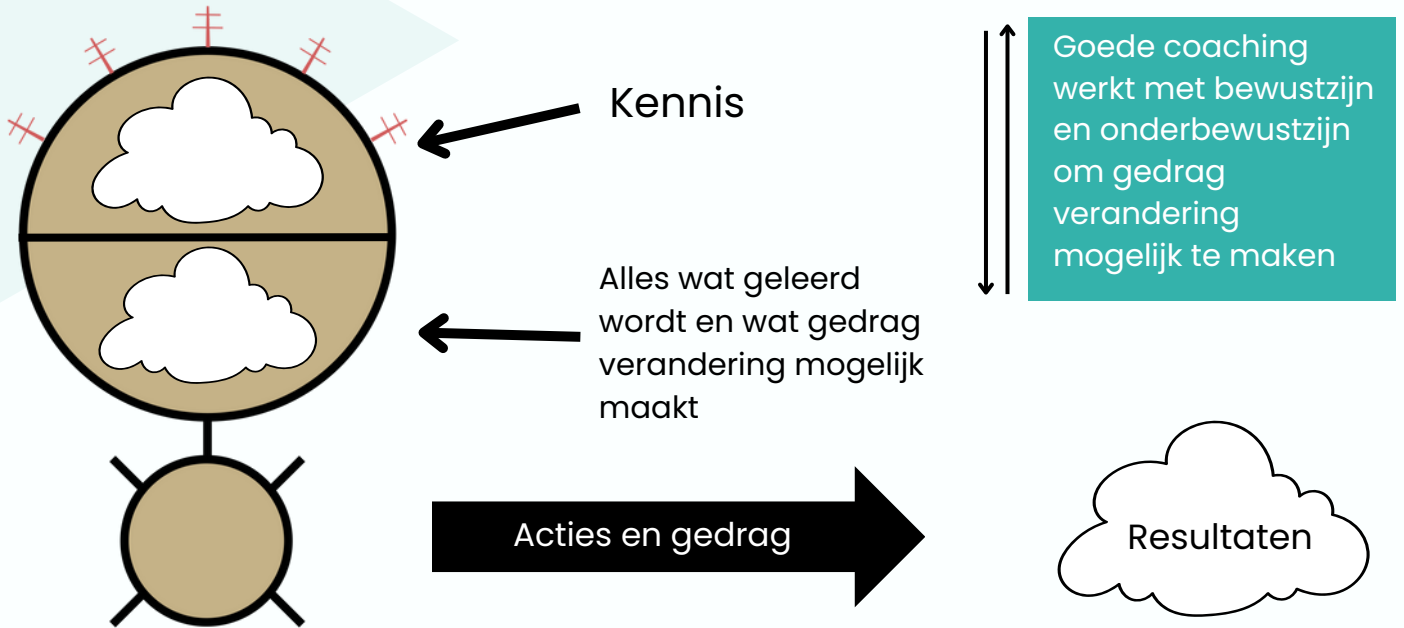 Kennis
Goede coaching
werkt met bewustzijn
en onderbewustzijn
om gedrag
verandering
mogelijk te maken
Alles wat geleerd
wordt en wat gedrag
verandering mogelijk
maakt
Acties en gedrag
Resultaten